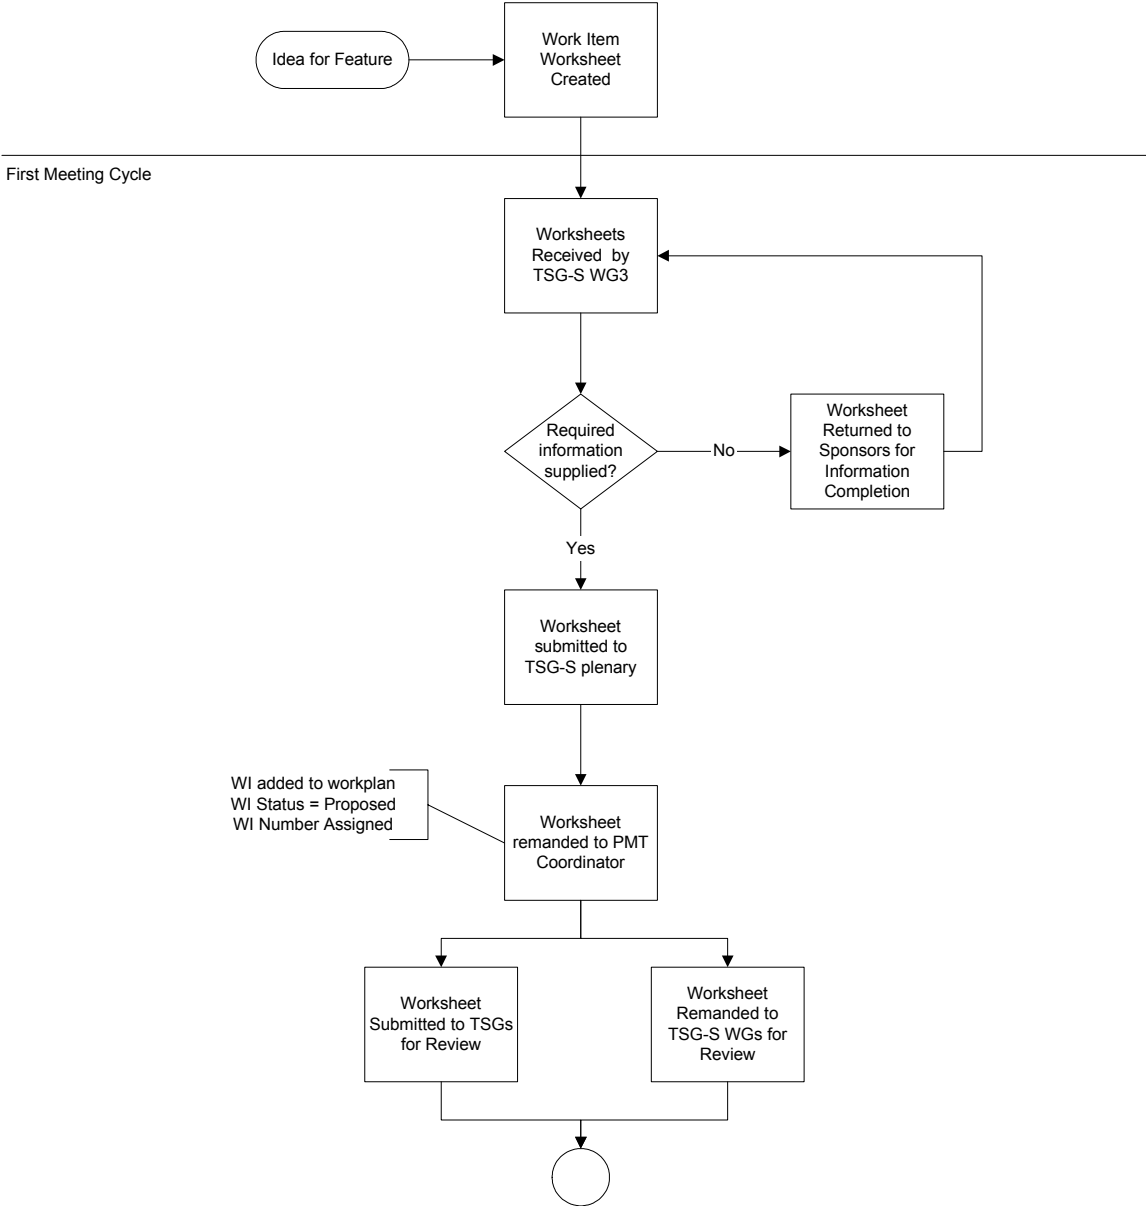 Idea for Feature
Work Item
Worksheet
Created
First Meeting Cycle
Worksheets
Received by
TSG-S WG3
Required
information
supplied?
No
Worksheet
Returned to
Sponsors for
Information
Completion
Yes
Worksheet
submitted to
TSG-S plenary
WI added to workplan
WI Status = Proposed
WI Number Assigned
Worksheet
remanded to PMT
Coordinator
Worksheet
Submitted to TSGs
for Review
Worksheet
Remanded to
TSG-S WGs for
Review